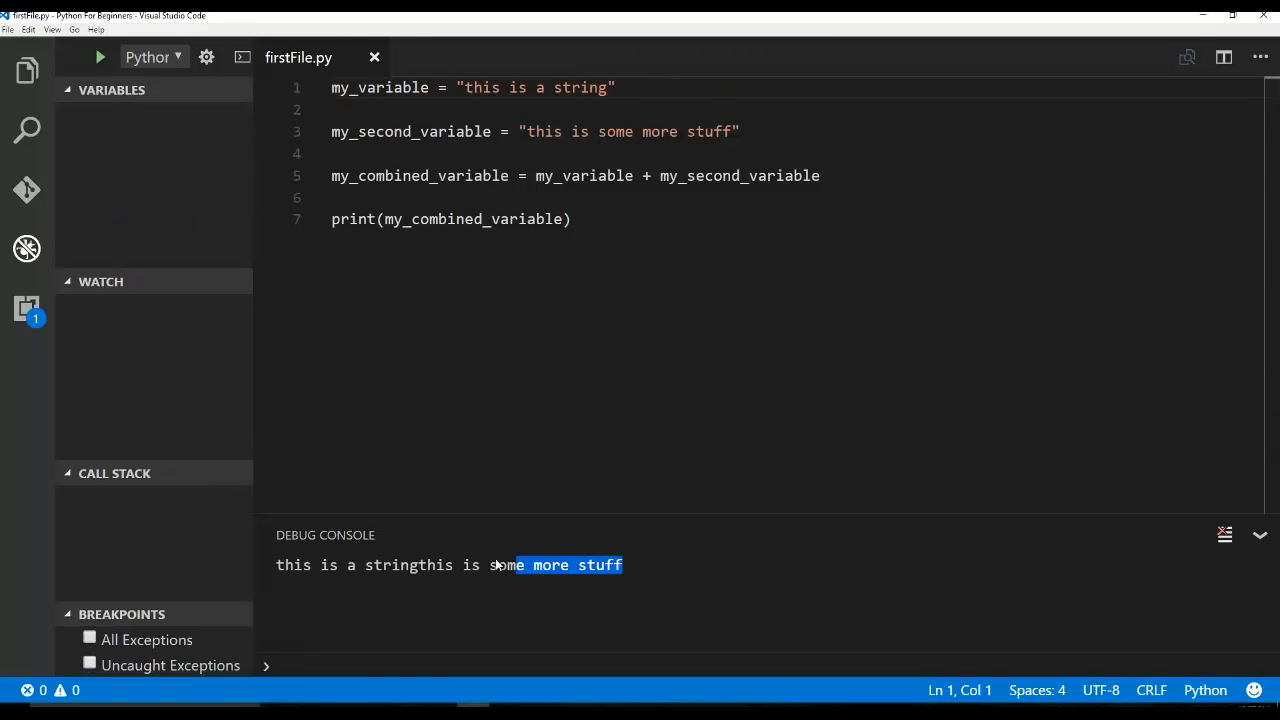 firstFile.py - Python For Beginners - Visual Studio Code
File Edit View Go Help
Python
firstFile.py
VARIABLES
WATCH
CALL STACK
BREAKPOINTS
All Exceptions
Uncaught Exceptions
1 my_variable = "this is a string"
2
3 my_second_variable = "this is some more stuff"
4
5 my_combined_variable = my_variable + my_second_variable
6
7 print(my_combined_variable)
DEBUG CONSOLE
this is a stringthis is some more stuff
1
0 0
Ln 1, Col 1 Spaces: 4 UTF-8 CRLF Python